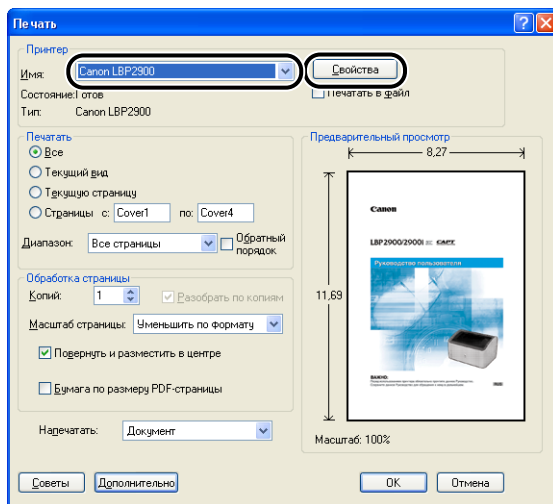 Печать
Принтер
Имя: Canon LBP2900 Свойства
Состояние: Готов Печатать в файл
Тип: Canon LBP2900
Печатать
Все
Текущий вид
Текущую страницу
Страницы с: Cover1 по: Cover4
Диапазон: Все страницы Обратный порядок
Обработка страницы
Копий: 1 Разобрать по копиям
Масштаб страницы: Уменьшить по формату
Повернуть и разместить в центре
Бумага по размеру PDF-страницы
Напечатать: Документ
Предварительный просмотр
8,27
11,69
Canon
LBP2900/2900i CAPT
Руководство пользователя
ВАЖНО:
Масштаб: 100%
Советы Дополнительно OK Отмена